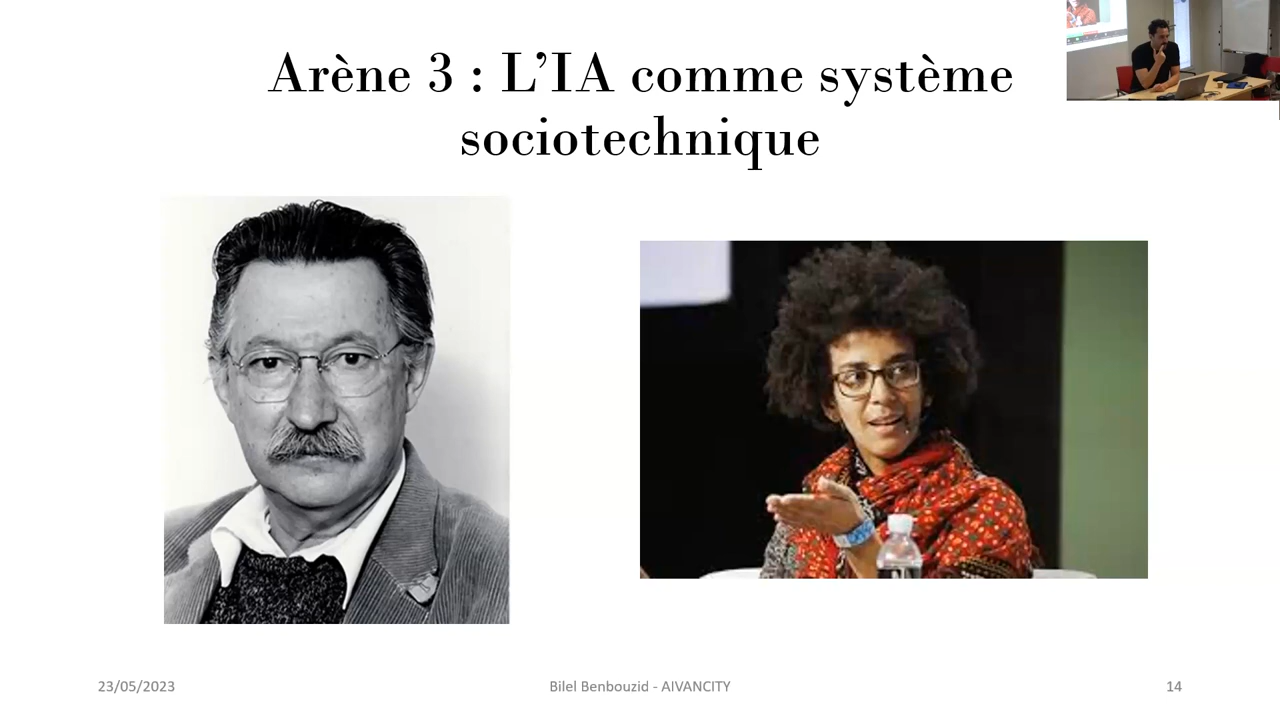 Arène 3 : L’IA comme système
sociotechnique
23/05/2023
Bilel Benbouzid - AIVANCITY
14